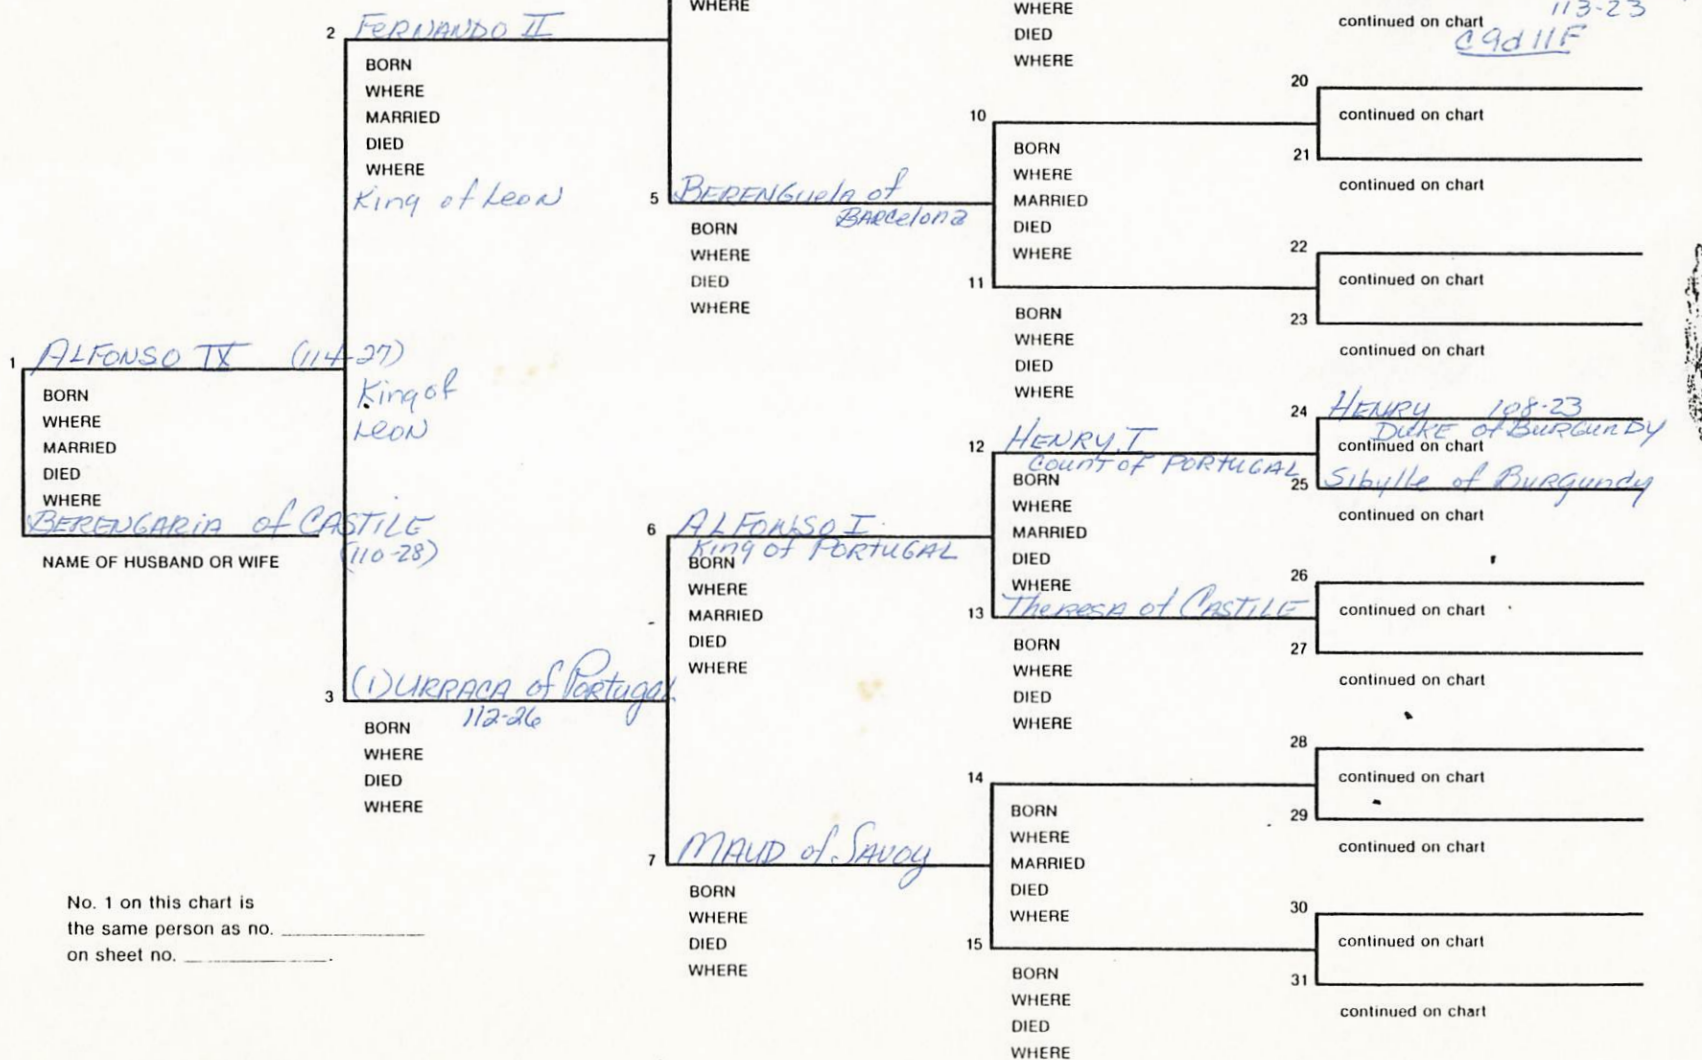 WHERE
2 FERNANDO II
BORN
WHERE
MARRIED
DIED
WHERE
King of Leon
1 ALFONSO IX (114-27)
King of
Leon
BORN
WHERE
MARRIED
DIED
WHERE
BERENGARIA of CASTILE
(110-28)
NAME OF HUSBAND OR WIFE
3 (1) URRACA of Portugal
112-26
BORN
WHERE
DIED
WHERE
No. 1 on this chart is
the same person as no.
on sheet no.
5 BERENGuela of
BARCelona
BORN
WHERE
DIED
WHERE
6 ALFONSO I
King of PORTUGAL
BORN
WHERE
MARRIED
DIED
WHERE
7 MAUD of SAVOY
BORN
WHERE
DIED
WHERE
WHERE
DIED
WHERE
10
BORN
WHERE
MARRIED
DIED
WHERE
11
BORN
WHERE
DIED
WHERE
12 HENRY I
Count of PORTUGAL
BORN
WHERE
MARRIED
DIED
WHERE
13 Theresa of CASTILE
BORN
WHERE
DIED
WHERE
14
BORN
WHERE
MARRIED
DIED
WHERE
15
BORN
WHERE
DIED
WHERE
113-23
continued on chart
C9d11F
20
continued on chart
21
continued on chart
22
continued on chart
23
continued on chart
24 HENRY 108-23
DUKE of BURGUNDY
continued on chart
25 Sibylle of Burgundy
continued on chart
26
continued on chart
27
continued on chart
28
continued on chart
29
continued on chart
30
continued on chart
31
continued on chart